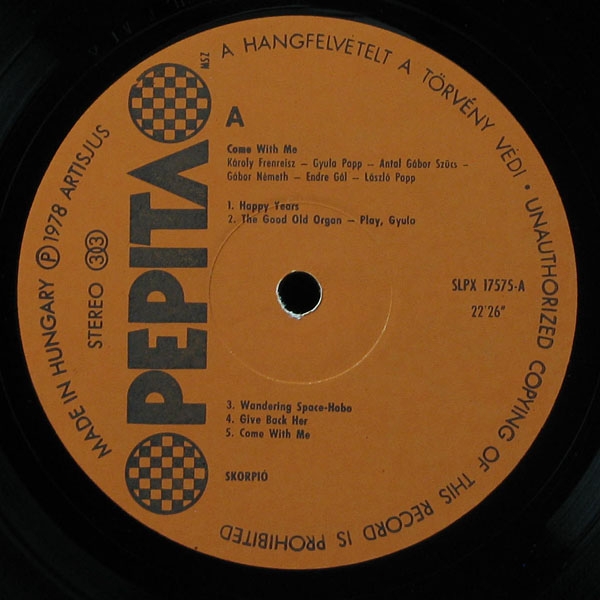 A HANGFELVÉTELT A TÖRVÉNY VÉDI • UNAUTHORIZED COPYING OF THIS RECORD IS PROHIBITED
MADE IN HUNGARY Ⓟ 1978 ARTISJUS
STEREO 33
PEPITA
MSZ
A
Come With Me
Károly Frenreisz – Gyula Papp – Antal Gábor Szűcs –
Gábor Németh – Endre Gál – László Papp
1. Happy Years
2. The Good Old Organ – Play, Gyula
SLPX 17575-A
22'26"
3. Wandering Space-Hobo
4. Give Back Her
5. Come With Me
SKORPIÓ